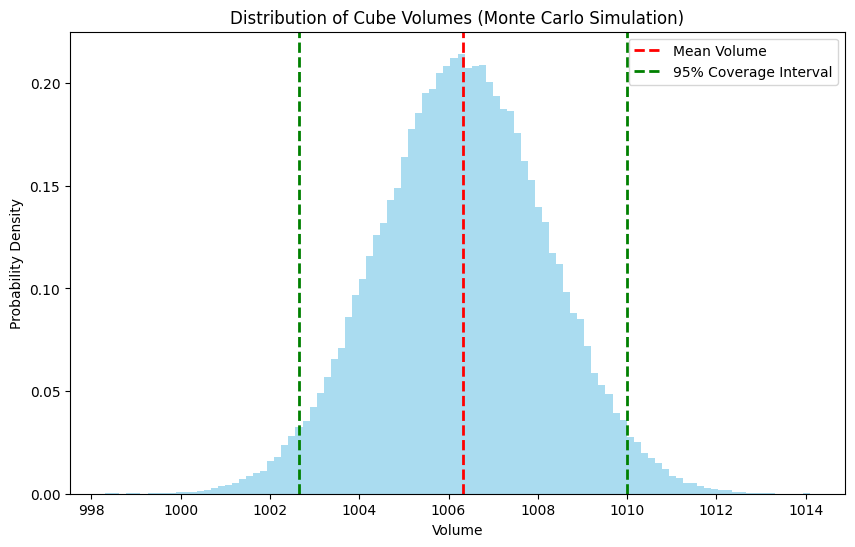 Distribution of Cube Volumes (Monte Carlo Simulation)
Mean Volume
95% Coverage Interval
Probability Density
0.20
0.15
0.10
0.05
0.00
998 1000 1002 1004 1006 1008 1010 1012 1014
Volume